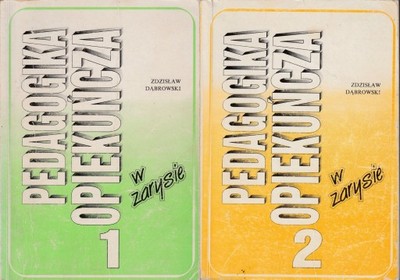 ZDZISŁAW
DĄBROWSKI
PEDAGOGIKA
OPIEKUŃCZA
w
zarysie
1
ZDZISŁAW
DĄBROWSKI
PEDAGOGIKA
OPIEKUŃCZA
w
zarysie
2